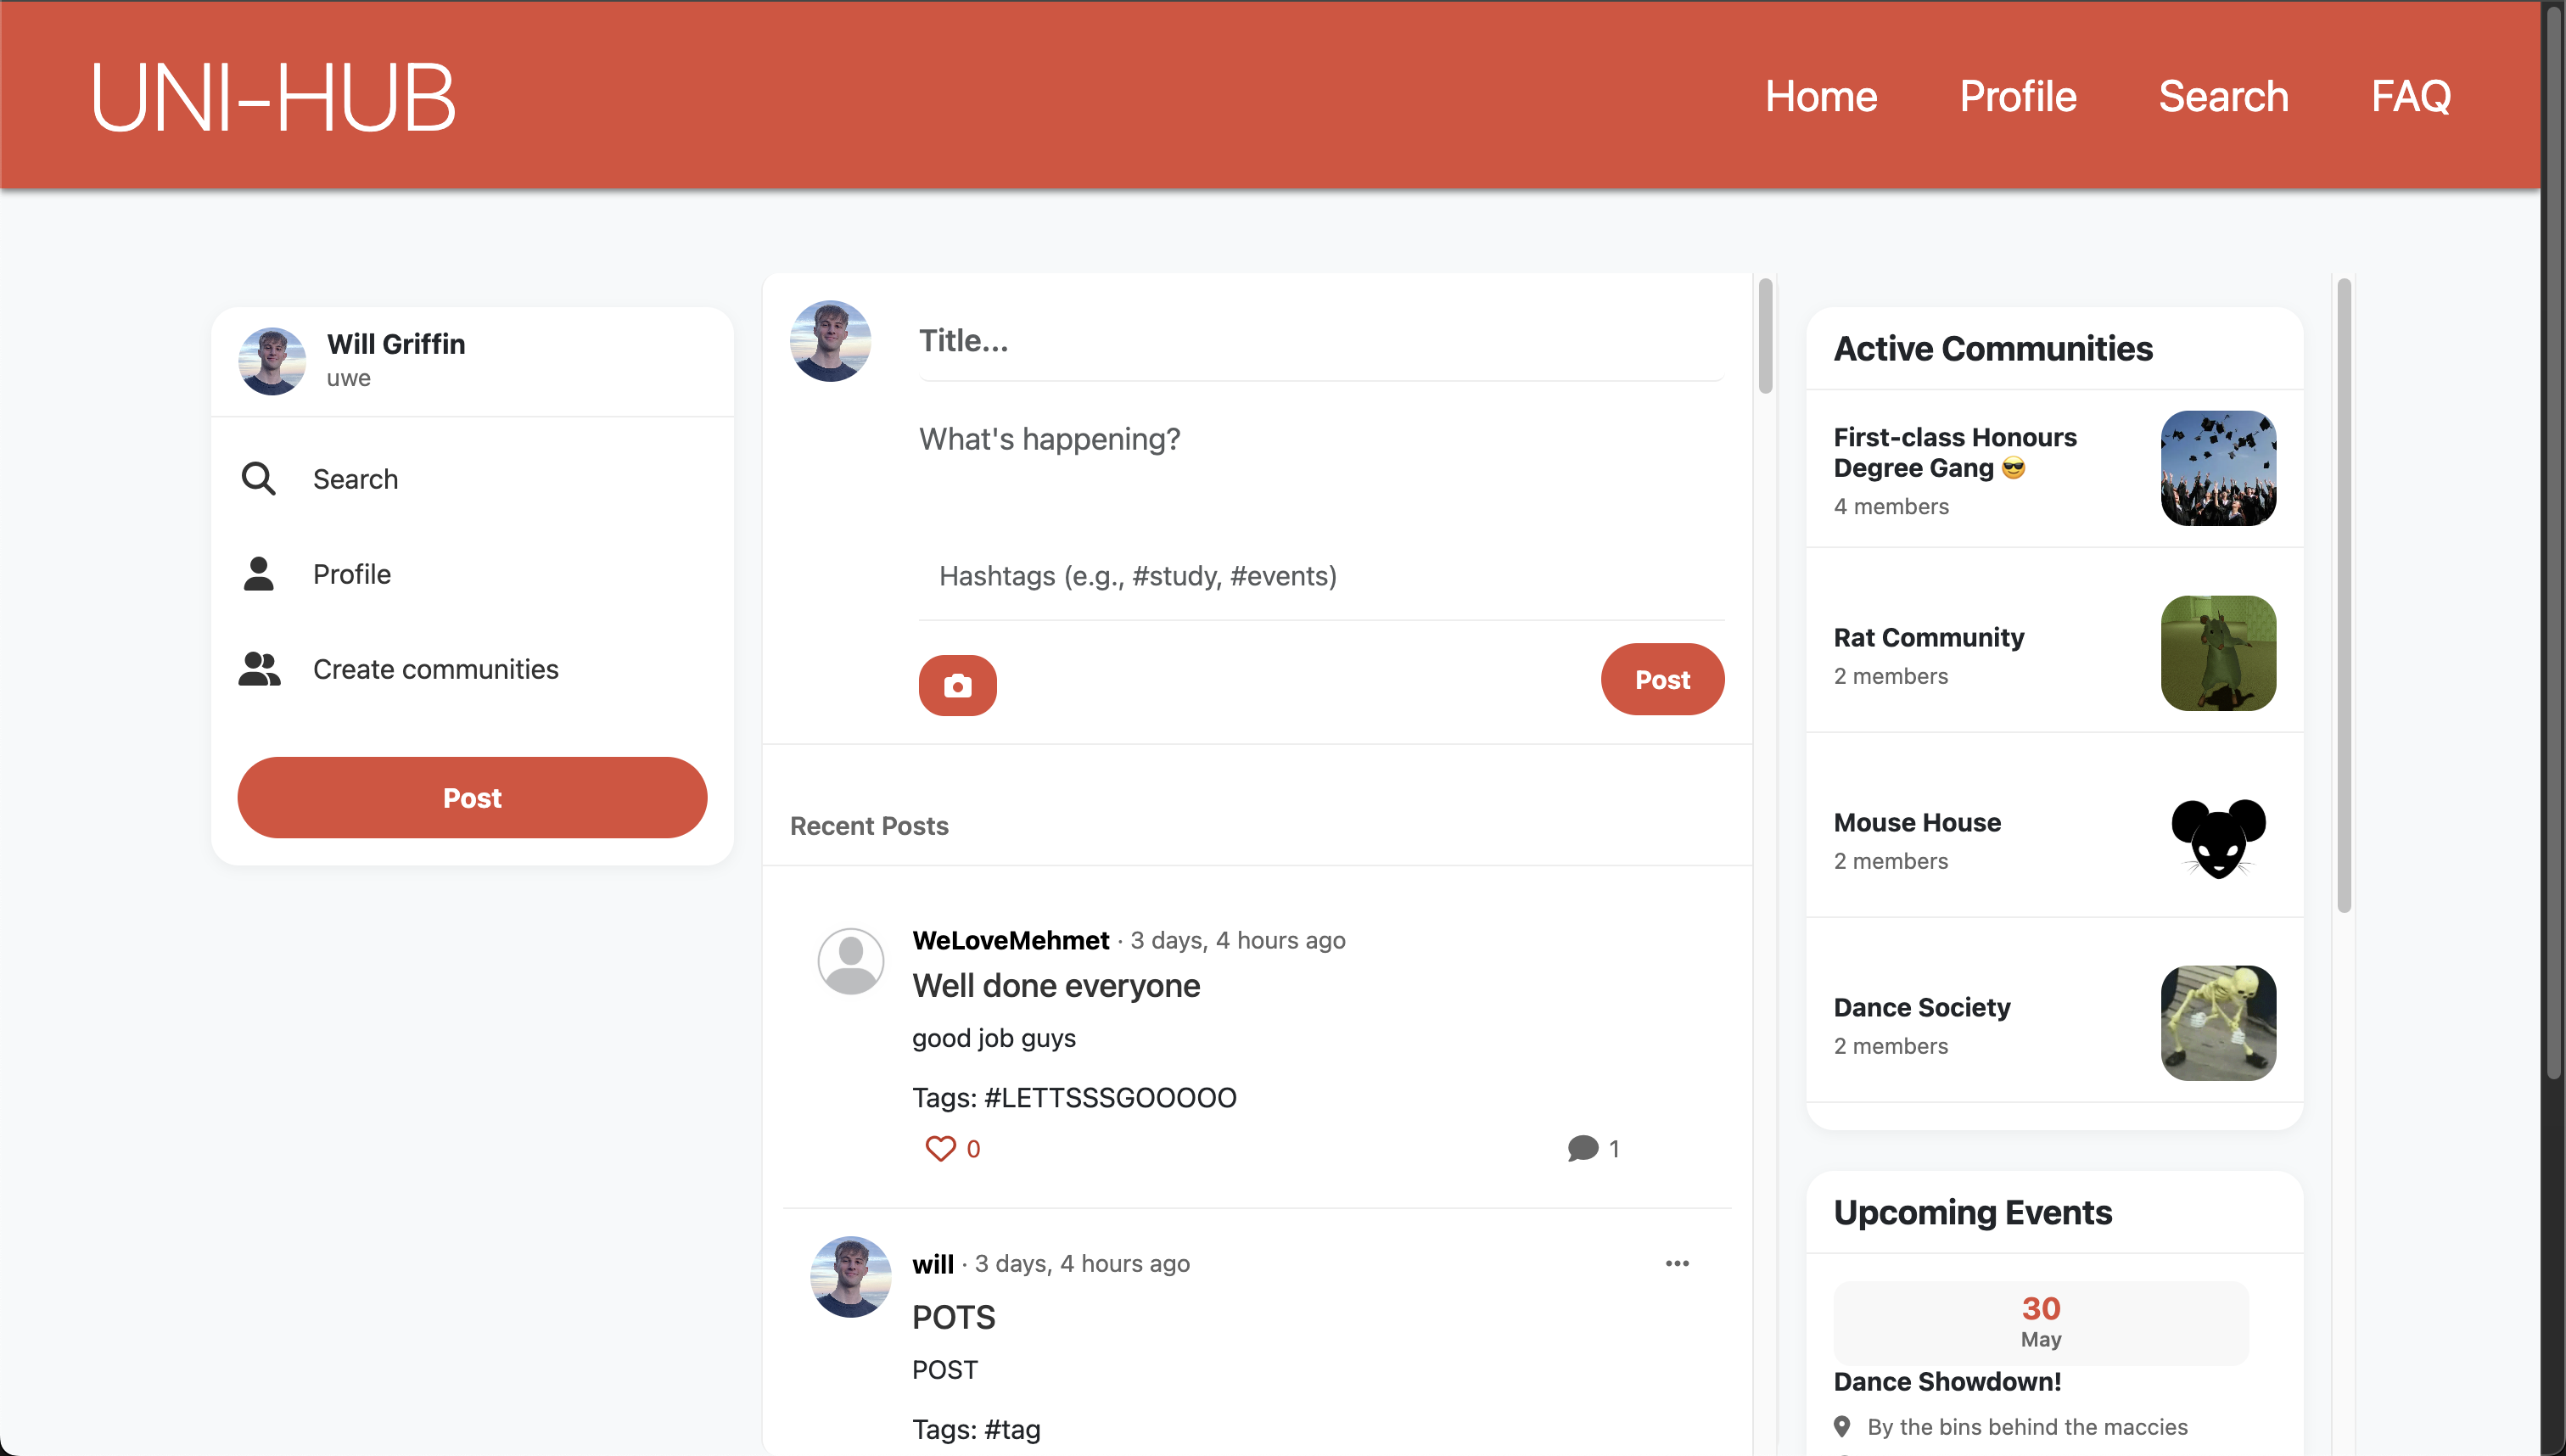 UNI-HUB
Home
Profile
Search
FAQ
Will Griffin
uwe
Search
Profile
Create communities
Post
Title...
What's happening?
Hashtags (e.g., #study, #events)
Post
Recent Posts
WeLoveMehmet · 3 days, 4 hours ago
Well done everyone
good job guys
Tags: #LETTSSSGOOOOO
0
1
will · 3 days, 4 hours ago
POTS
POST
Tags: #tag
Active Communities
First-class Honours
Degree Gang 😎
4 members
Rat Community
2 members
Mouse House
2 members
Dance Society
2 members
Upcoming Events
30
May
Dance Showdown!
By the bins behind the maccies